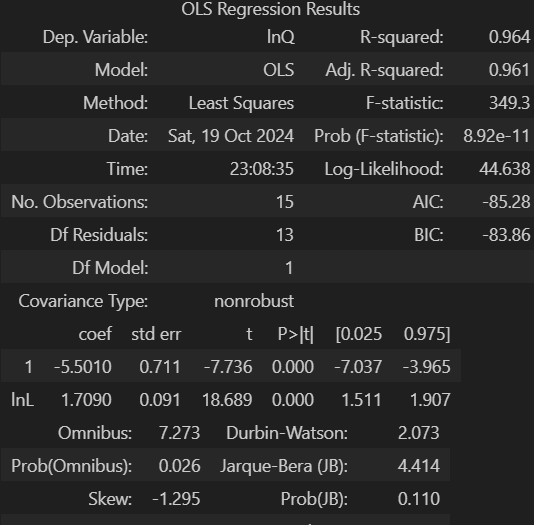 OLS Regression Results
Dep. Variable: lnQ R-squared: 0.964
Model: OLS Adj. R-squared: 0.961
Method: Least Squares F-statistic: 349.3
Date: Sat, 19 Oct 2024 Prob (F-statistic): 8.92e-11
Time: 23:08:35 Log-Likelihood: 44.638
No. Observations: 15 AIC: -85.28
Df Residuals: 13 BIC: -83.86
Df Model: 1
Covariance Type: nonrobust
coef std err t P>|t| [0.025 0.975]
1 -5.5010 0.711 -7.736 0.000 -7.037 -3.965
lnL 1.7090 0.091 18.689 0.000 1.511 1.907
Omnibus: 7.273 Durbin-Watson: 2.073
Prob(Omnibus): 0.026 Jarque-Bera (JB): 4.414
Skew: -1.295 Prob(JB): 0.110